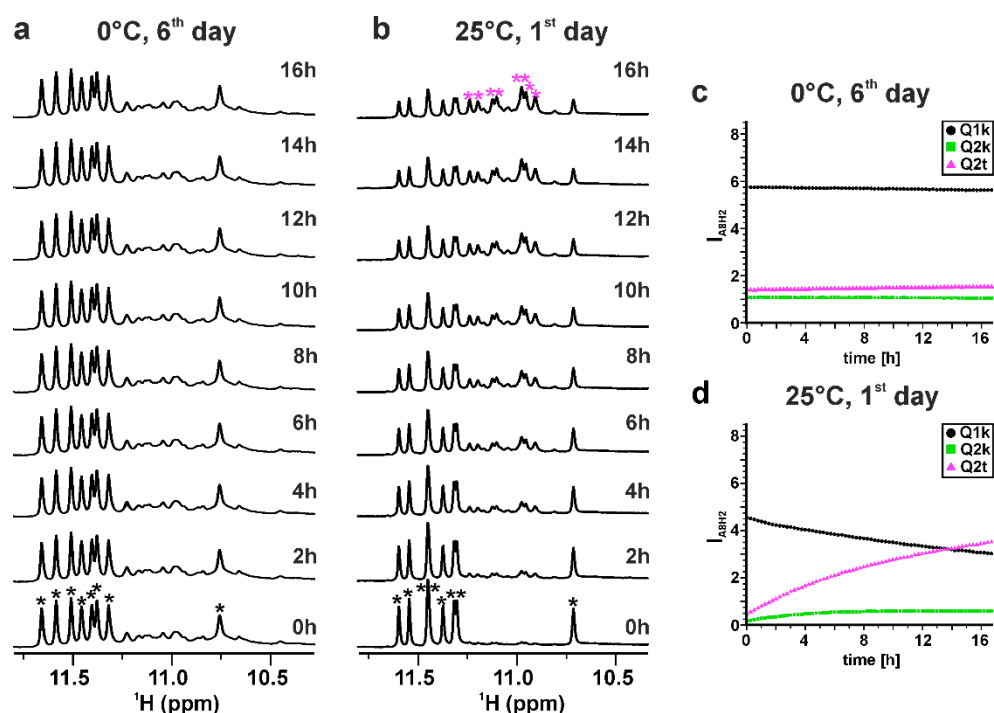 a 0°C, 6th day
16h
14h
12h
10h
8h
6h
4h
2h
* * * * * * * *
0h
11.5 11.0 10.5
1H (ppm)
b 25°C, 1st day
**** ** ****
16h
14h
12h
10h
8h
6h
4h
2h
* * ** * ** *
0h
11.5 11.0 10.5
1H (ppm)
c 0°C, 6th day
Q1k
Q2k
Q2t
8
6
4
2
0
IA8H2
0 4 8 12 16
time [h]
d 25°C, 1st day
Q1k
Q2k
Q2t
8
6
4
2
0
IA8H2
0 4 8 12 16
time [h]